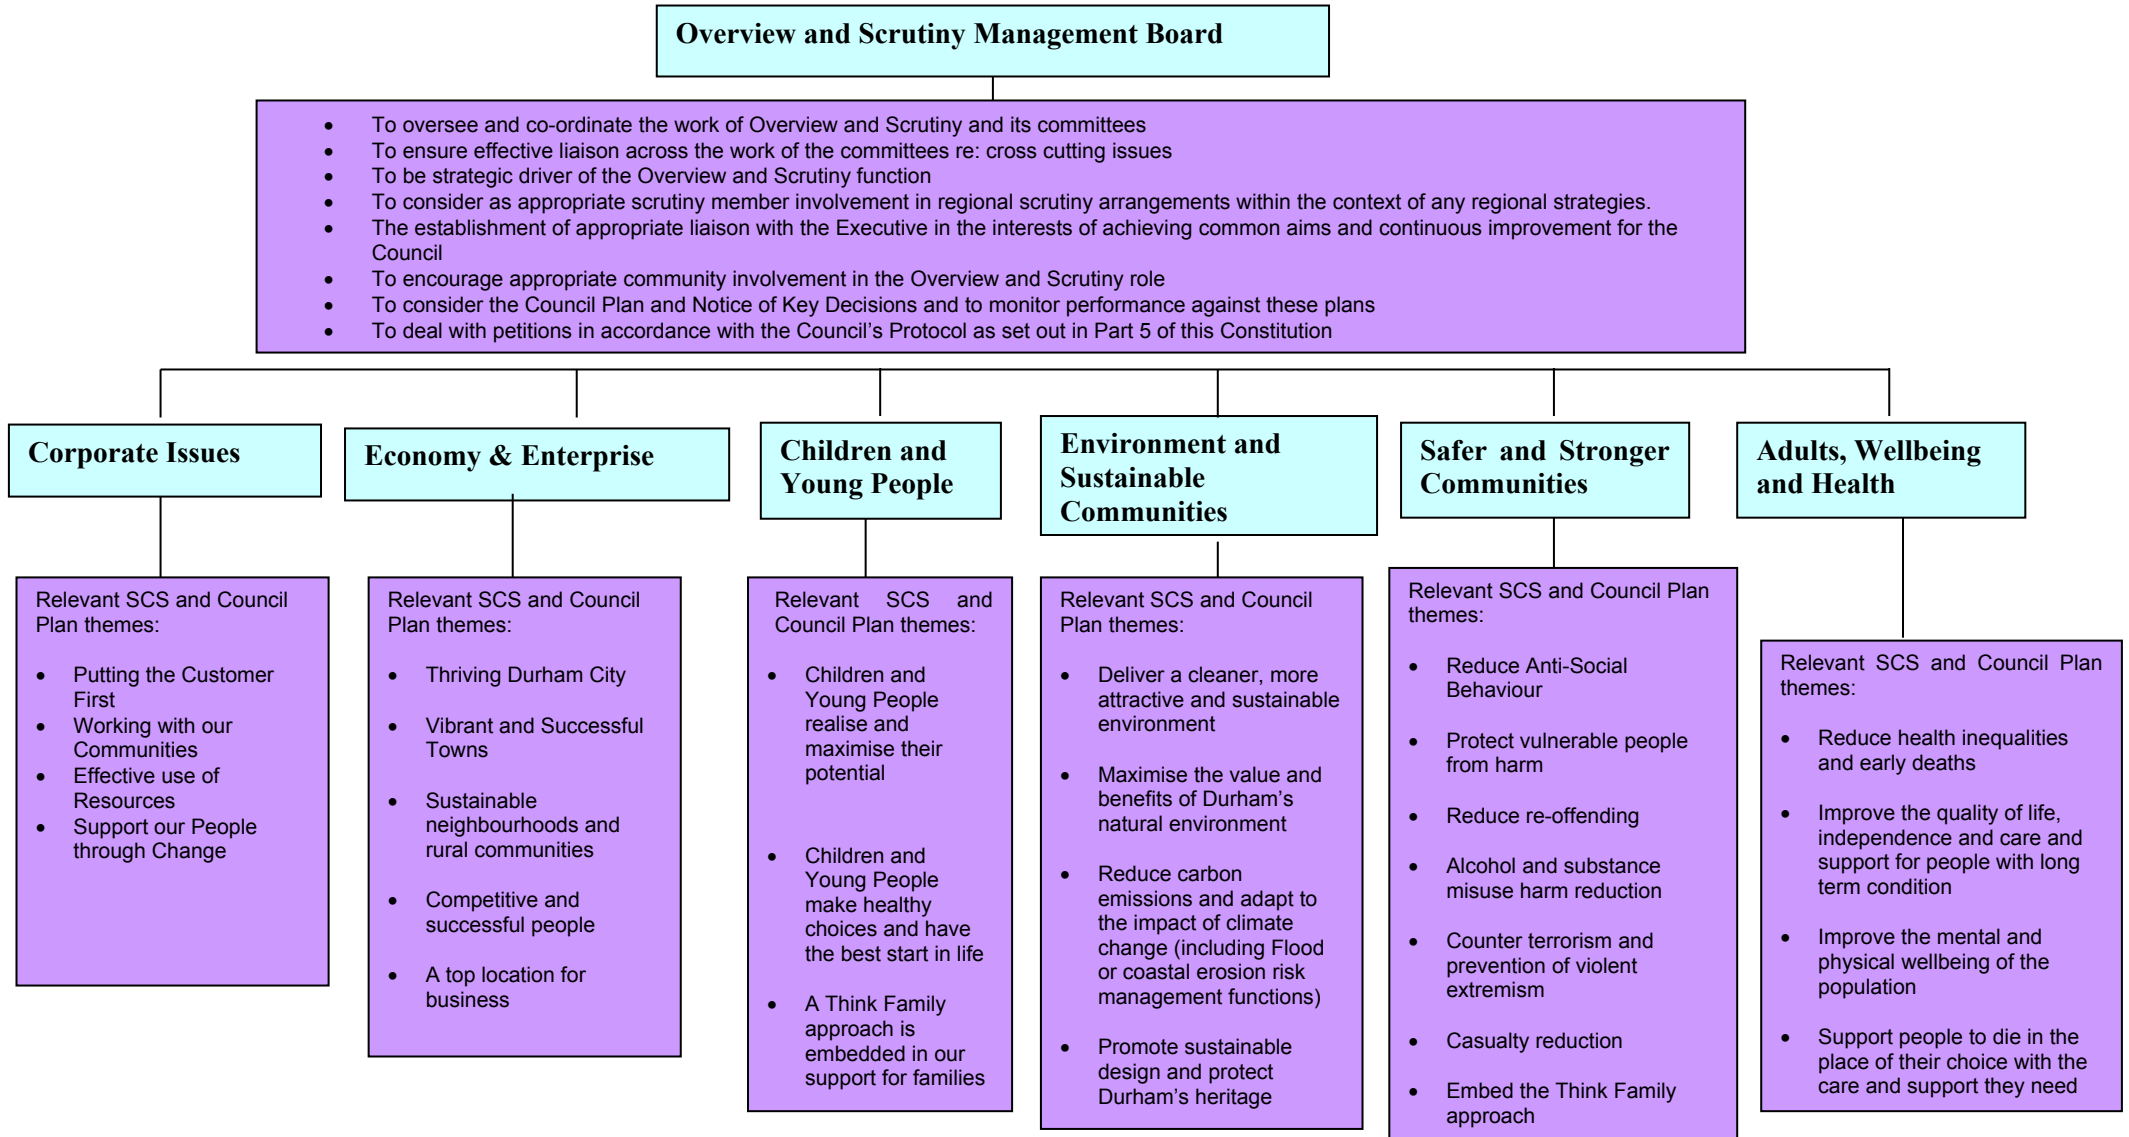 Overview and Scrutiny Management Board
• To oversee and co-ordinate the work of Overview and Scrutiny and its committees
• To ensure effective liaison across the work of the committees re: cross cutting issues
• To be strategic driver of the Overview and Scrutiny function
• To consider as appropriate scrutiny member involvement in regional scrutiny arrangements within the context of any regional strategies.
• The establishment of appropriate liaison with the Executive in the interests of achieving common aims and continuous improvement for the
Council
• To encourage appropriate community involvement in the Overview and Scrutiny role
• To consider the Council Plan and Notice of Key Decisions and to monitor performance against these plans
• To deal with petitions in accordance with the Council’s Protocol as set out in Part 5 of this Constitution
Corporate Issues
Relevant SCS and Council
Plan themes:
• Putting the Customer
First
• Working with our
Communities
• Effective use of
Resources
• Support our People
through Change
Economy & Enterprise
Relevant SCS and Council
Plan themes:
• Thriving Durham City
• Vibrant and Successful
Towns
• Sustainable
neighbourhoods and
rural communities
• Competitive and
successful people
• A top location for
business
Children and
Young People
Relevant SCS and
Council Plan themes:
• Children and
Young People
realise and
maximise their
potential
• Children and
Young People
make healthy
choices and have
the best start in life
• A Think Family
approach is
embedded in our
support for families
Environment and
Sustainable
Communities
Relevant SCS and Council
Plan themes:
• Deliver a cleaner, more
attractive and sustainable
environment
• Maximise the value and
benefits of Durham’s
natural environment
• Reduce carbon
emissions and adapt to
the impact of climate
change (including Flood
or coastal erosion risk
management functions)
• Promote sustainable
design and protect
Durham’s heritage
Safer and Stronger
Communities
Relevant SCS and Council Plan
themes:
• Reduce Anti-Social
Behaviour
• Protect vulnerable people
from harm
• Reduce re-offending
• Alcohol and substance
misuse harm reduction
• Counter terrorism and
prevention of violent
extremism
• Casualty reduction
• Embed the Think Family
approach
Adults, Wellbeing
and Health
Relevant SCS and Council Plan
themes:
• Reduce health inequalities
and early deaths
• Improve the quality of life,
independence and care and
support for people with long
term condition
• Improve the mental and
physical wellbeing of the
population
• Support people to die in the
place of their choice with the
care and support they need